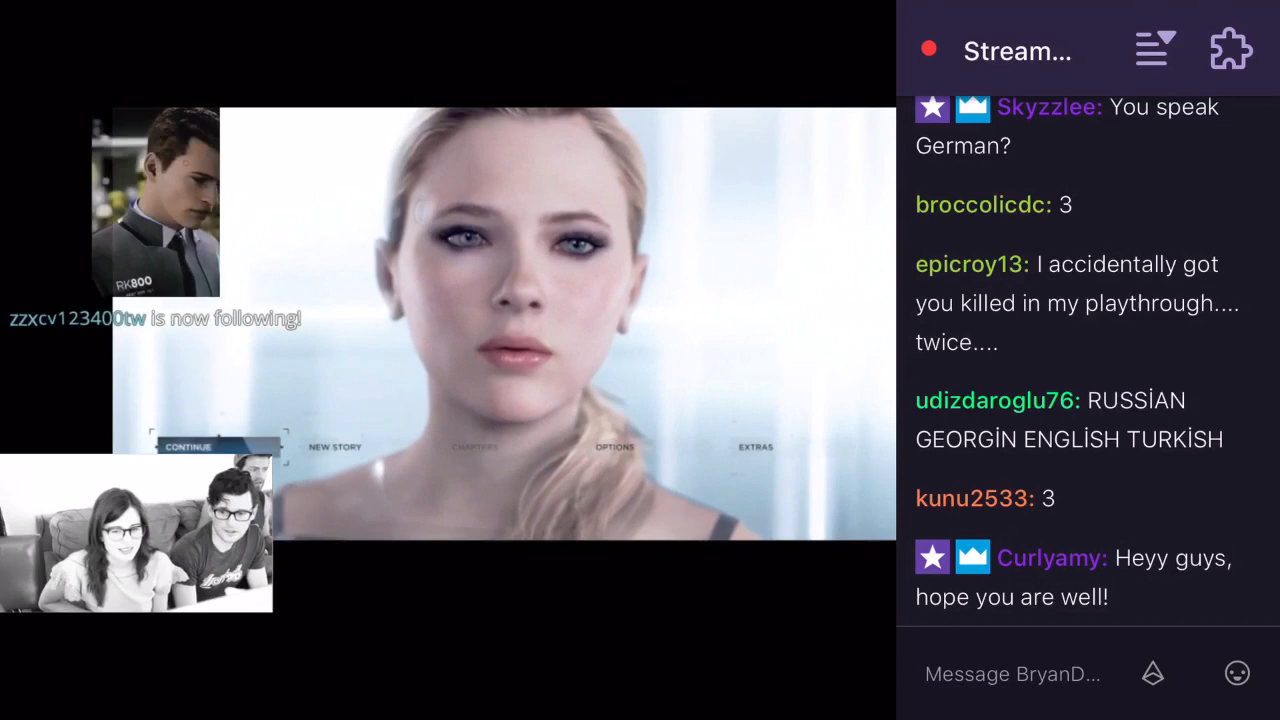 Stream...
Skyzzlee: You speak
German?
broccolicdc: 3
epicroy13: I accidentally got
you killed in my playthrough....
twice....
udizdaroglu76: RUSSİAN
GEORGİN ENGLİSH TURKİSH
kunu2533: 3
Curlyamy: Heyy guys,
hope you are well!
Message BryanD...
RK800
zzxcv123400tw is now following!
CONTINUE
NEW STORY
CHAPTERS
OPTIONS
EXTRAS